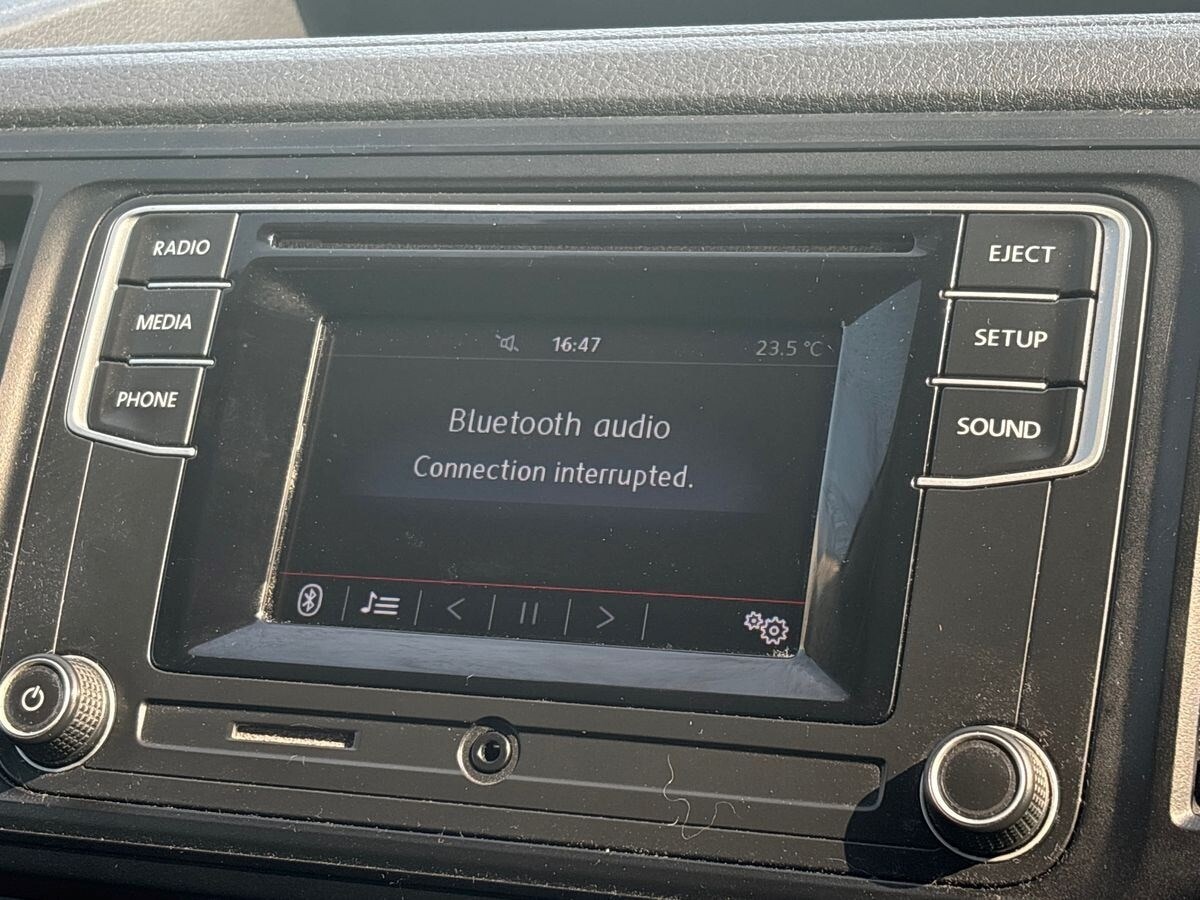 RADIO
EJECT
MEDIA
SETUP
PHONE
SOUND
16:47
23.5 °C
Bluetooth audio
Connection interrupted.